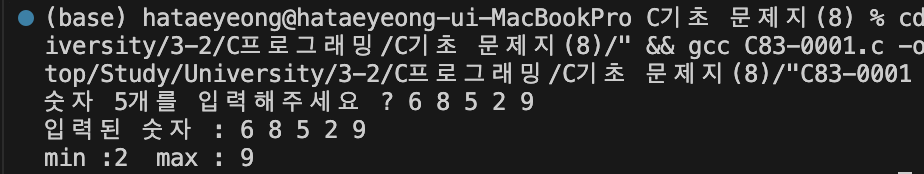 (base) hataeyeong@hataeyeong-ui-MacBookPro C기초 문제지(8) % cd
iversity/3-2/C프로그래밍/C기초 문제지(8)/" && gcc C83-0001.c -o
top/Study/University/3-2/C프로그래밍/C기초 문제지(8)/"C83-0001
숫자 5개를 입력해주세요 ? 6 8 5 2 9
입력된 숫자 : 6 8 5 2 9
min :2  max : 9